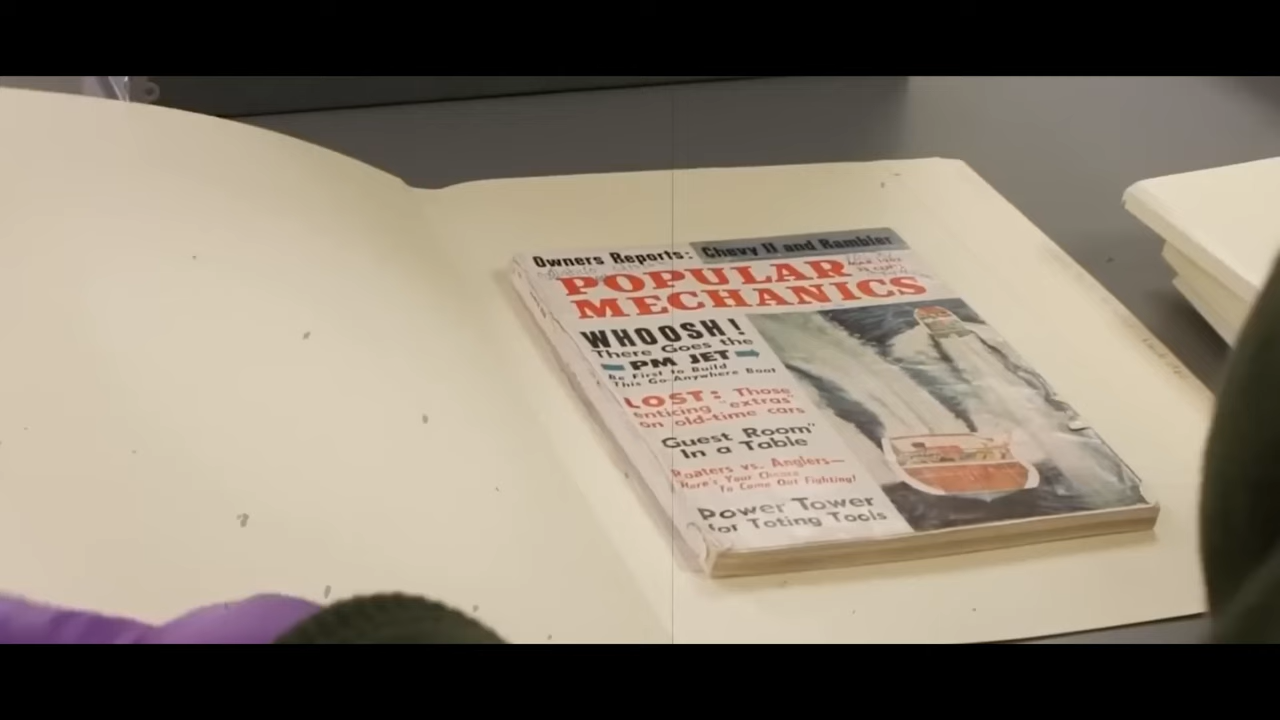 Owners Reports:
Chevy II and Rambler
POPULAR
MECHANICS
WHOOSH!
There Goes the
PM JET
Be First to Build
This Go-Anywhere Boat
LOST: Those
enticing "extras"
on old-time cars
Guest Room"
In a Table
Boaters vs. Anglers—
Here's Your Chance
To Come Out Fighting!
Power Tower
for Toting Tools